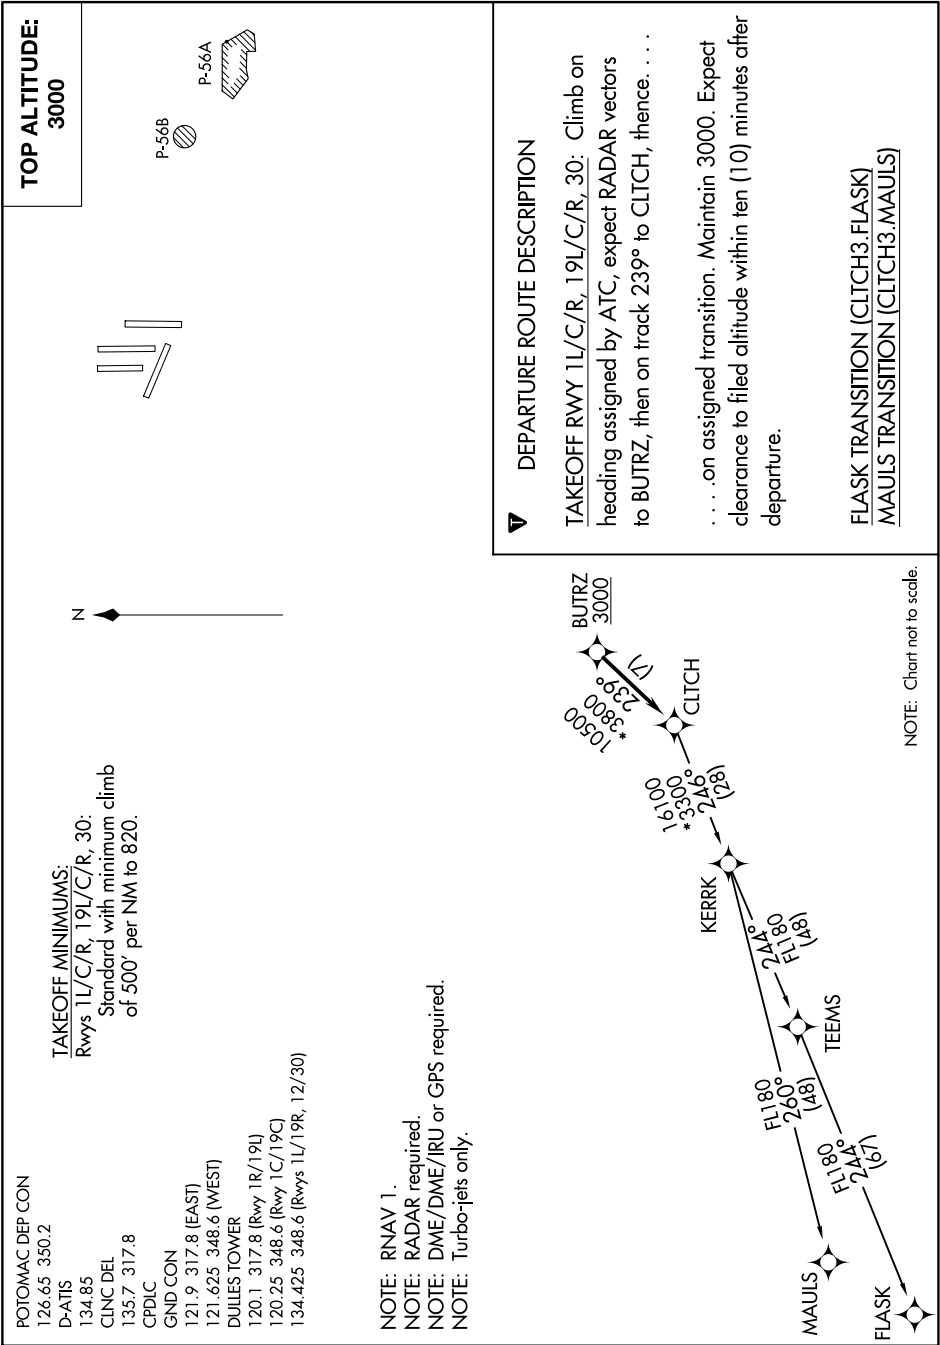 TOP ALTITUDE:
3000
P-56B
P-56A
POTOMAC DEP CON
126.65 350.2
D-ATIS
134.85
CLNC DEL
135.7 317.8
CPDLC
GND CON
121.9 317.8 (EAST)
121.625 348.6 (WEST)
DULLES TOWER
120.1 317.8 (Rwy 1R/19L)
120.25 348.6 (Rwy 1C/19C)
134.425 348.6 (Rwys 1L/19R, 12/30)
TAKEOFF MINIMUMS:
Rwys 1L/C/R, 19L/C/R, 30:
Standard with minimum climb
of 500' per NM to 820.
N
NOTE: RNAV 1.
NOTE: RADAR required.
NOTE: DME/DME/IRU or GPS required.
NOTE: Turbo-jets only.
BUTRZ
3000
10500
*3800
239°
(7)
CLTCH
16100
*3300
246°
(28)
KERRK
244°
FL180
(48)
TEEMS
FL180
260°
(48)
FL180
244°
(67)
MAULS
FLASK
NOTE: Chart not to scale.
T
DEPARTURE ROUTE DESCRIPTION
TAKEOFF RWY 1L/C/R, 19L/C/R, 30: Climb on
heading assigned by ATC, expect RADAR vectors
to BUTRZ, then on track 239° to CLTCH, thence. . . .
. . . .on assigned transition. Maintain 3000. Expect
clearance to filed altitude within ten (10) minutes after
departure.
FLASK TRANSITION (CLTCH3.FLASK)
MAULS TRANSITION (CLTCH3.MAULS)